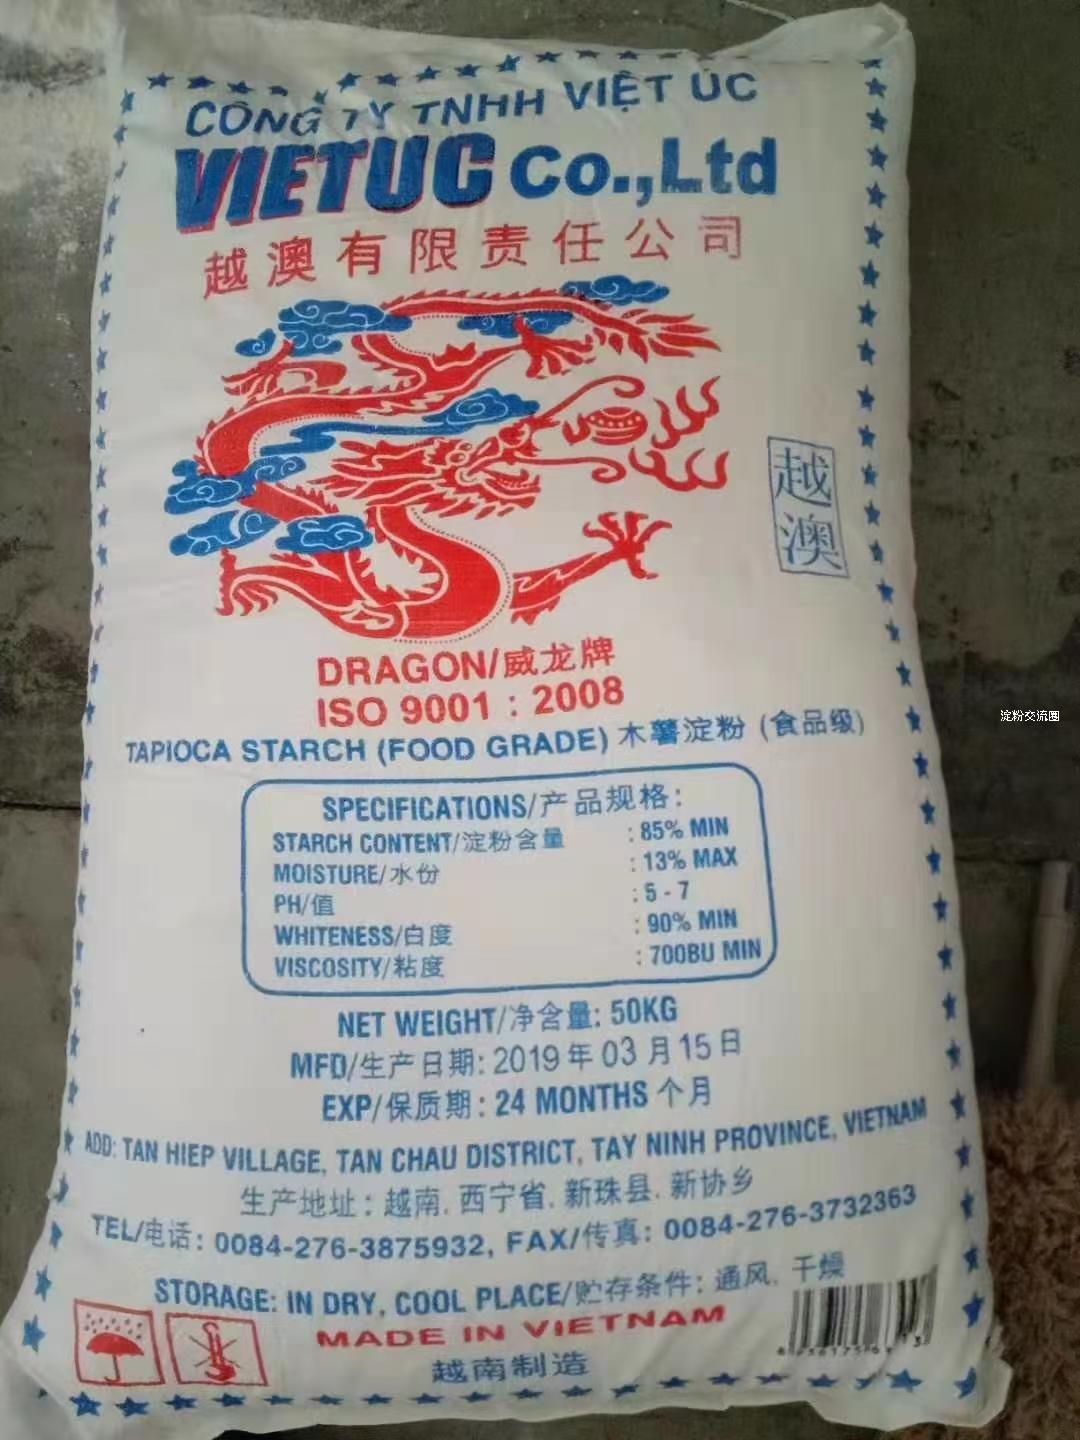 CÔNG TY TNHH VIỆT ÚC
VIETUC Co.,Ltd
越澳有限责任公司
越澳
DRAGON/威龙牌
ISO 9001 : 2008
TAPIOCA STARCH (FOOD GRADE) 木薯淀粉 (食品级)
淀粉交流圈
SPECIFICATIONS/产品规格:
STARCH CONTENT/淀粉含量 : 85% MIN
MOISTURE/水份 : 13% MAX
PH/值 : 5 - 7
WHITENESS/白度 : 90% MIN
VISCOSITY/粘度 : 700BU MIN
NET WEIGHT/净含量: 50KG
MFD/生产日期: 2019年03月15日
EXP/保质期: 24 MONTHS 个月
ADD: TAN HIEP VILLAGE, TAN CHAU DISTRICT, TAY NINH PROVINCE, VIETNAM
生产地址: 越南. 西宁省. 新珠县. 新协乡
TEL/电话: 0084-276-3875932, FAX/传真: 0084-276-3732363
STORAGE: IN DRY, COOL PLACE/贮存条件: 通风, 干燥
MADE IN VIETNAM
越南制造